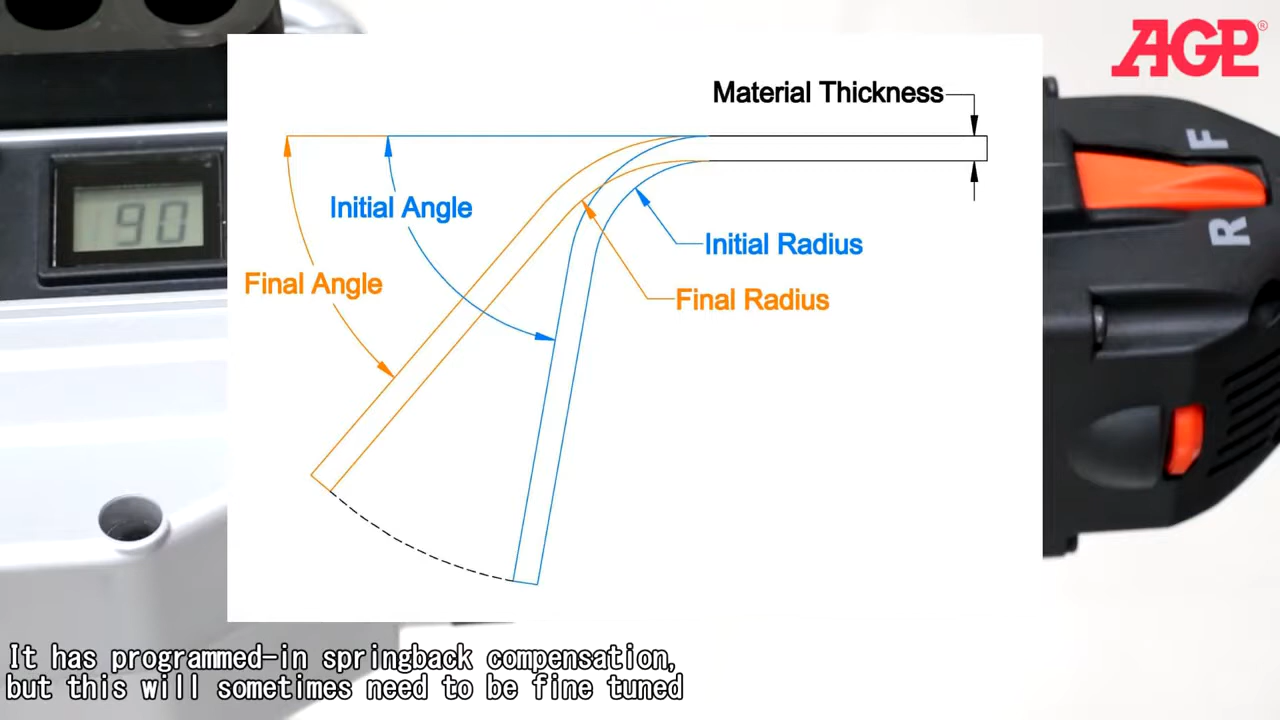 AGP®
Material Thickness
F
90
Initial Angle
R
Initial Radius
Final Angle
Final Radius
It has programmed-in springback compensation,
but this will sometimes need to be fine tuned